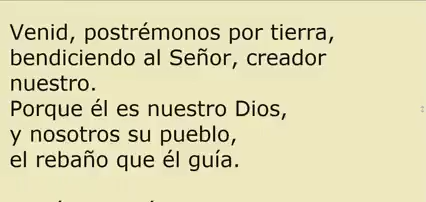 Venid, postrémonos por tierra,
bendiciendo al Señor, creador
nuestro.
Porque él es nuestro Dios,
y nosotros su pueblo,
el rebaño que él guía.